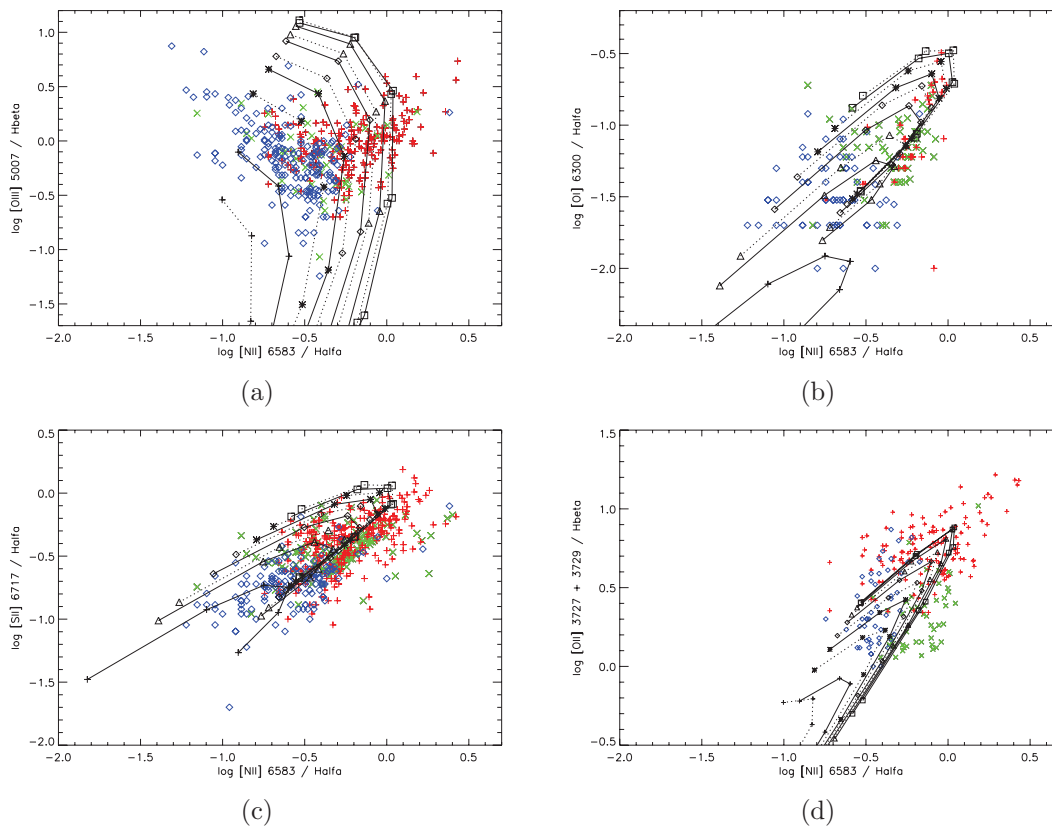 log [OIII] 5007 / Hbeta
1.0
0.5
0.0
−0.5
−1.0
−1.5
−2.0 −1.5 −1.0 −0.5 0.0 0.5
log [NII] 6583 / Halfa
(a)
log [OI] 6300 / Halfa
−0.5
−1.0
−1.5
−2.0
−2.0 −1.5 −1.0 −0.5 0.0 0.5
log [NII] 6583 / Halfa
(b)
log [SII] 6717 / Halfa
0.5
0.0
−0.5
−1.0
−1.5
−2.0
−2.0 −1.5 −1.0 −0.5 0.0 0.5
log [NII] 6583 / Halfa
(c)
log [OII] 3727 + 3729 / Hbeta
1.5
1.0
0.5
0.0
−0.5
−2.0 −1.5 −1.0 −0.5 0.0 0.5
log [NII] 6583 / Halfa
(d)